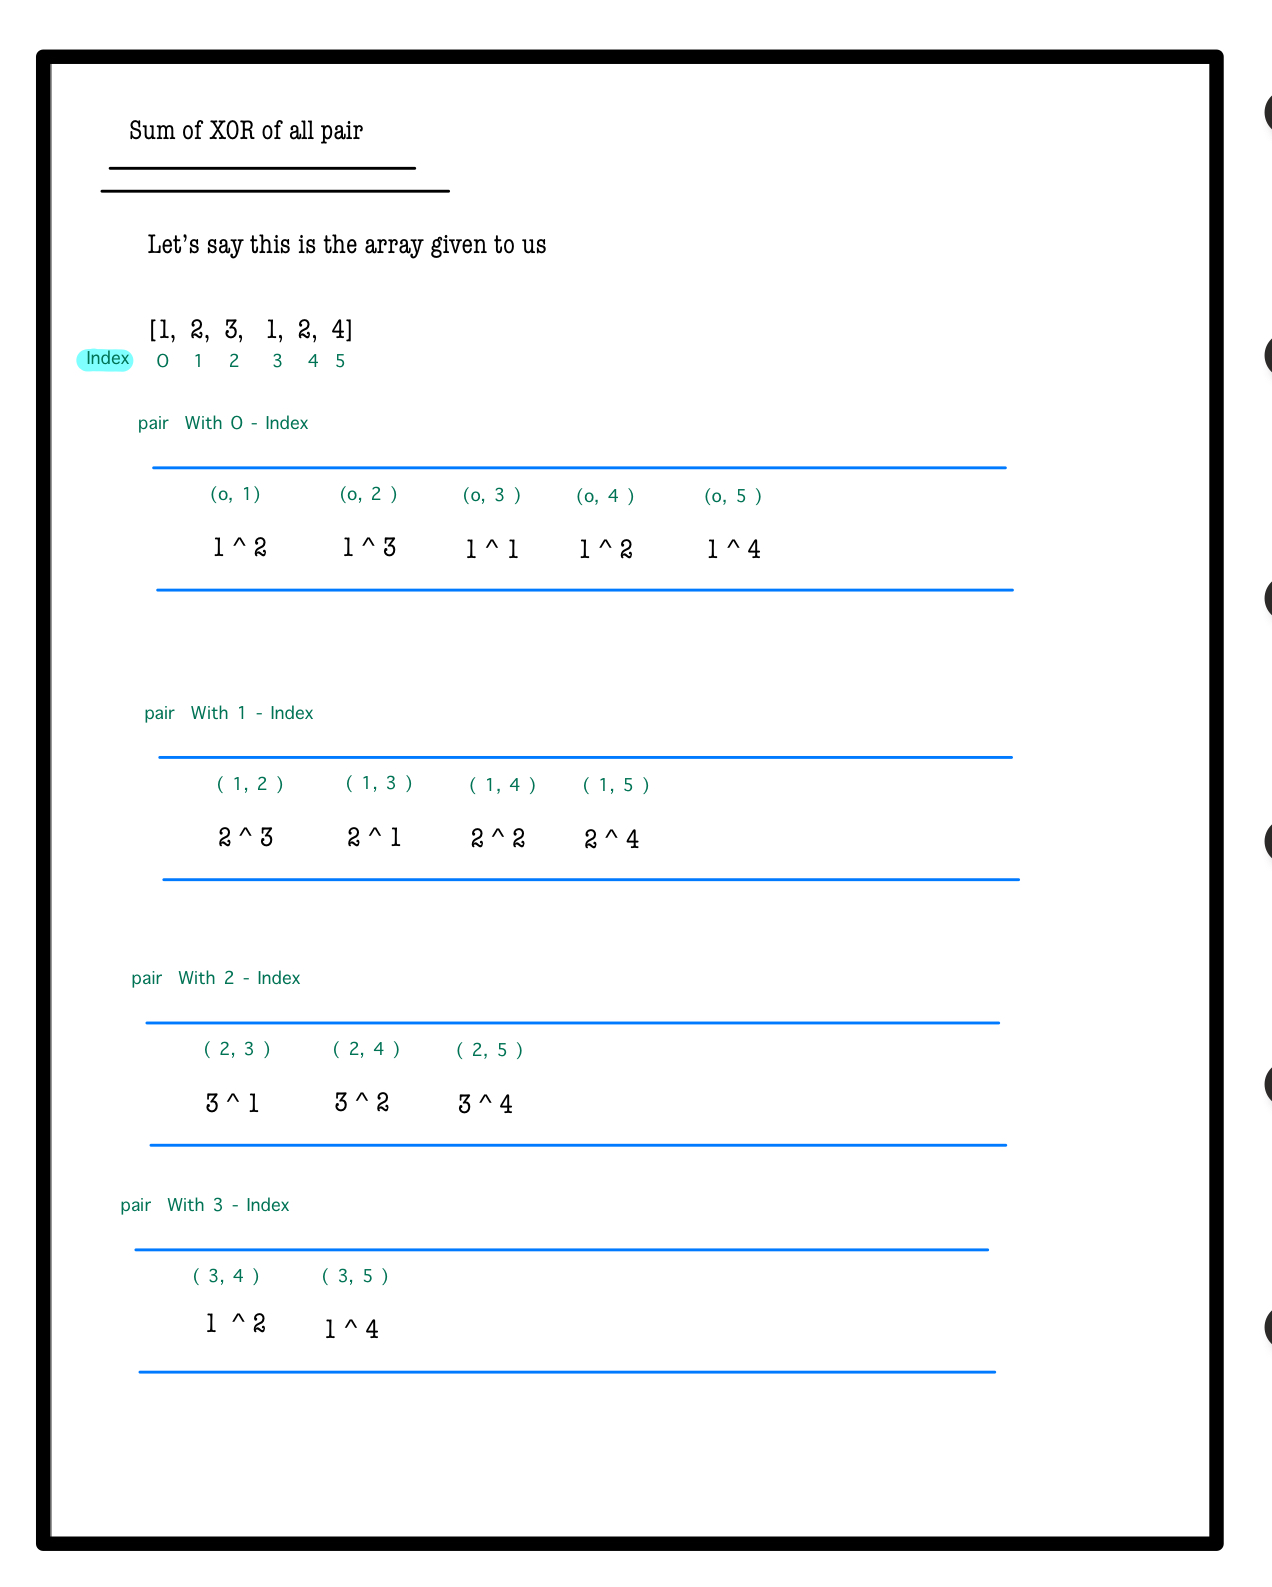 Sum of XOR of all pair
Let’s say this is the array given to us
[1, 2, 3, 1, 2, 4]
Index 0 1 2 3 4 5
pair With 0 - Index
(o, 1) (o, 2 ) (o, 3 ) (o, 4 ) (o, 5 )
1 ^ 2 1 ^ 3 1 ^ 1 1 ^ 2 1 ^ 4
pair With 1 - Index
( 1, 2 ) ( 1, 3 ) ( 1, 4 ) ( 1, 5 )
2 ^ 3 2 ^ 1 2 ^ 2 2 ^ 4
pair With 2 - Index
( 2, 3 ) ( 2, 4 ) ( 2, 5 )
3 ^ 1 3 ^ 2 3 ^ 4
pair With 3 - Index
( 3, 4 ) ( 3, 5 )
1 ^ 2 1 ^ 4